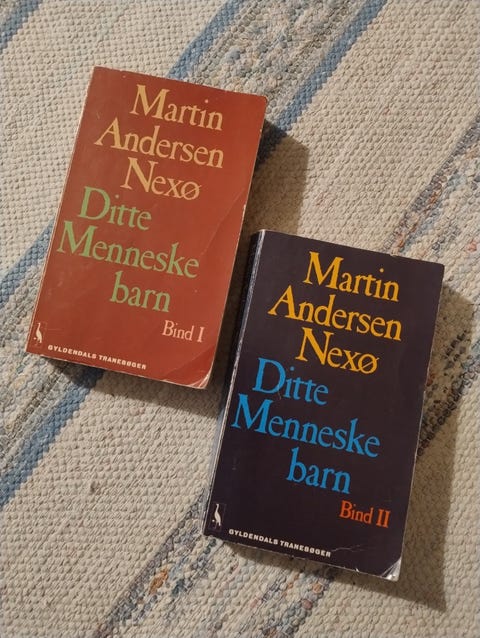 Martin
Andersen
Nexø
Ditte
Menneske
barn
Bind I
GYLDENDALS TRANEBØGER
Martin
Andersen
Nexø
Ditte
Menneske
barn
Bind II
GYLDENDALS TRANEBØGER